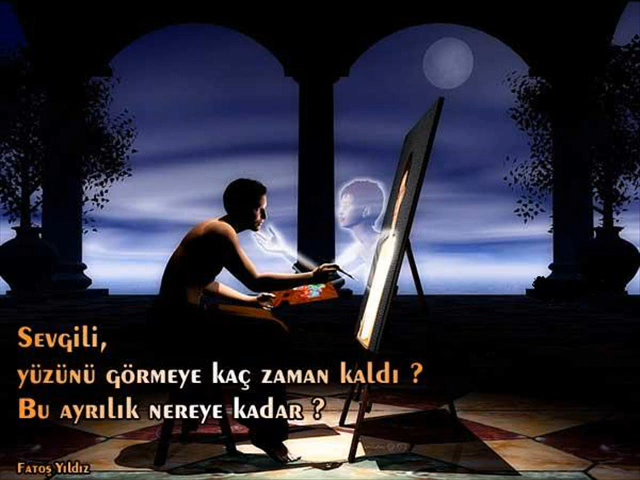 Sevgili,
yüzünü görmeye kaç zaman kaldı ?
Bu ayrılık nereye kadar ?
Fatoş Yıldız